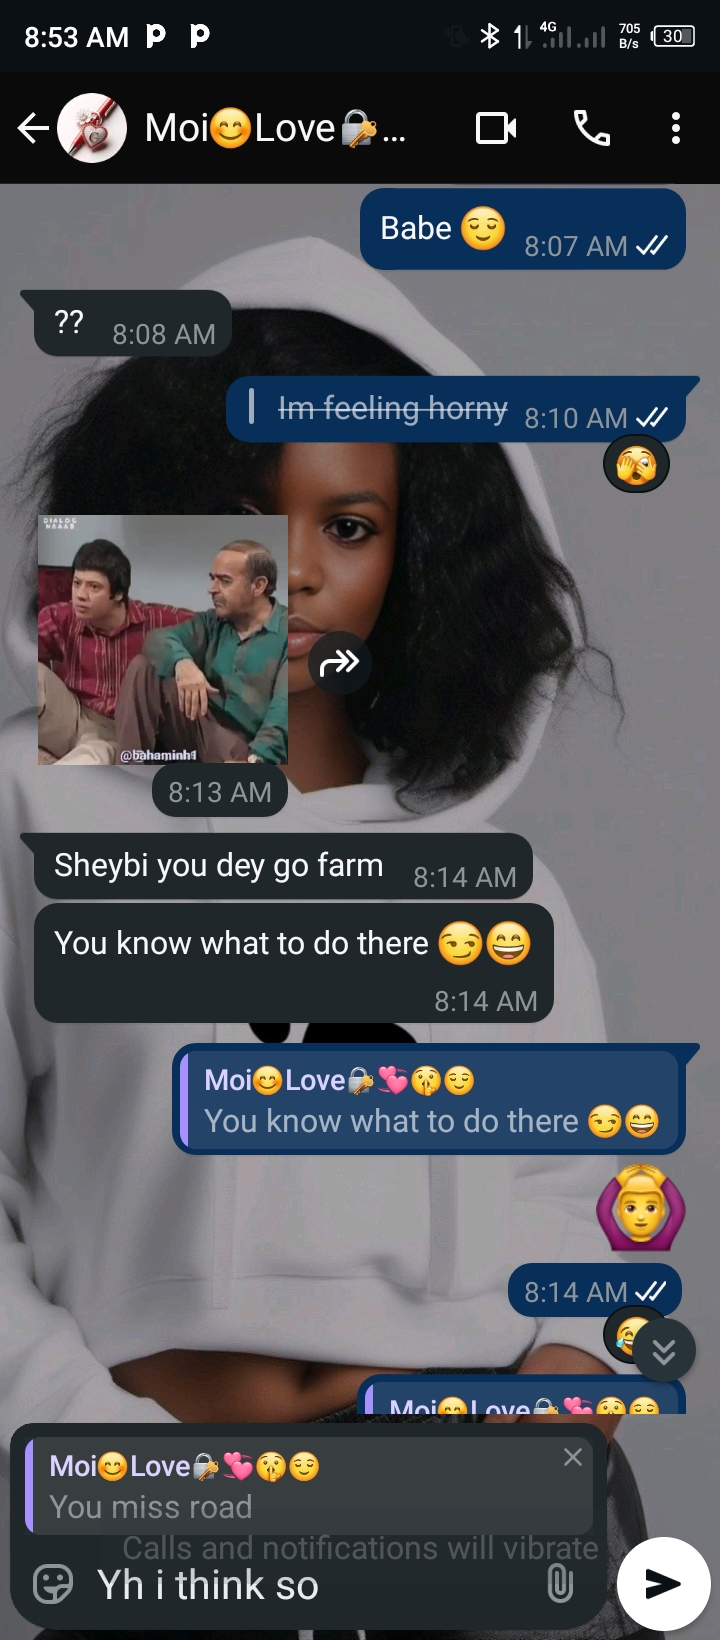 8:53 AM
4G
705
B/s
30
Moi😊Love🔐...
Babe 😌 8:07 AM
?? 8:08 AM
Im feeling horny 8:10 AM
DIALOG
@bahaminh1
8:13 AM
Sheybi you dey go farm 8:14 AM
You know what to do there 😏😄
8:14 AM
Moi😊Love🔐💞🤫😌
You know what to do there 😏😄
🙆
8:14 AM
Moi😊Love🔐💞🤫😌
Moi😊Love🔐💞🤫😌
You miss road
Calls and notifications will vibrate
Yh i think so